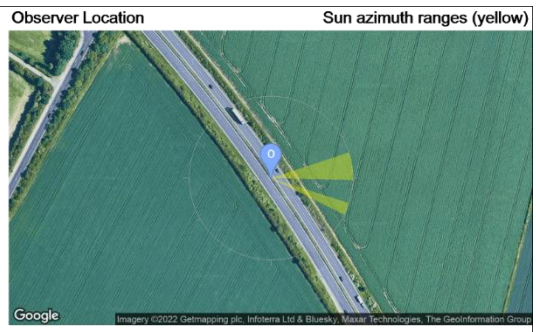 Observer Location Sun azimuth ranges (yellow)
O
Google Imagery ©2022 Getmapping plc, Infoterra Ltd & Bluesky, Maxar Technologies, The GeoInformation Group